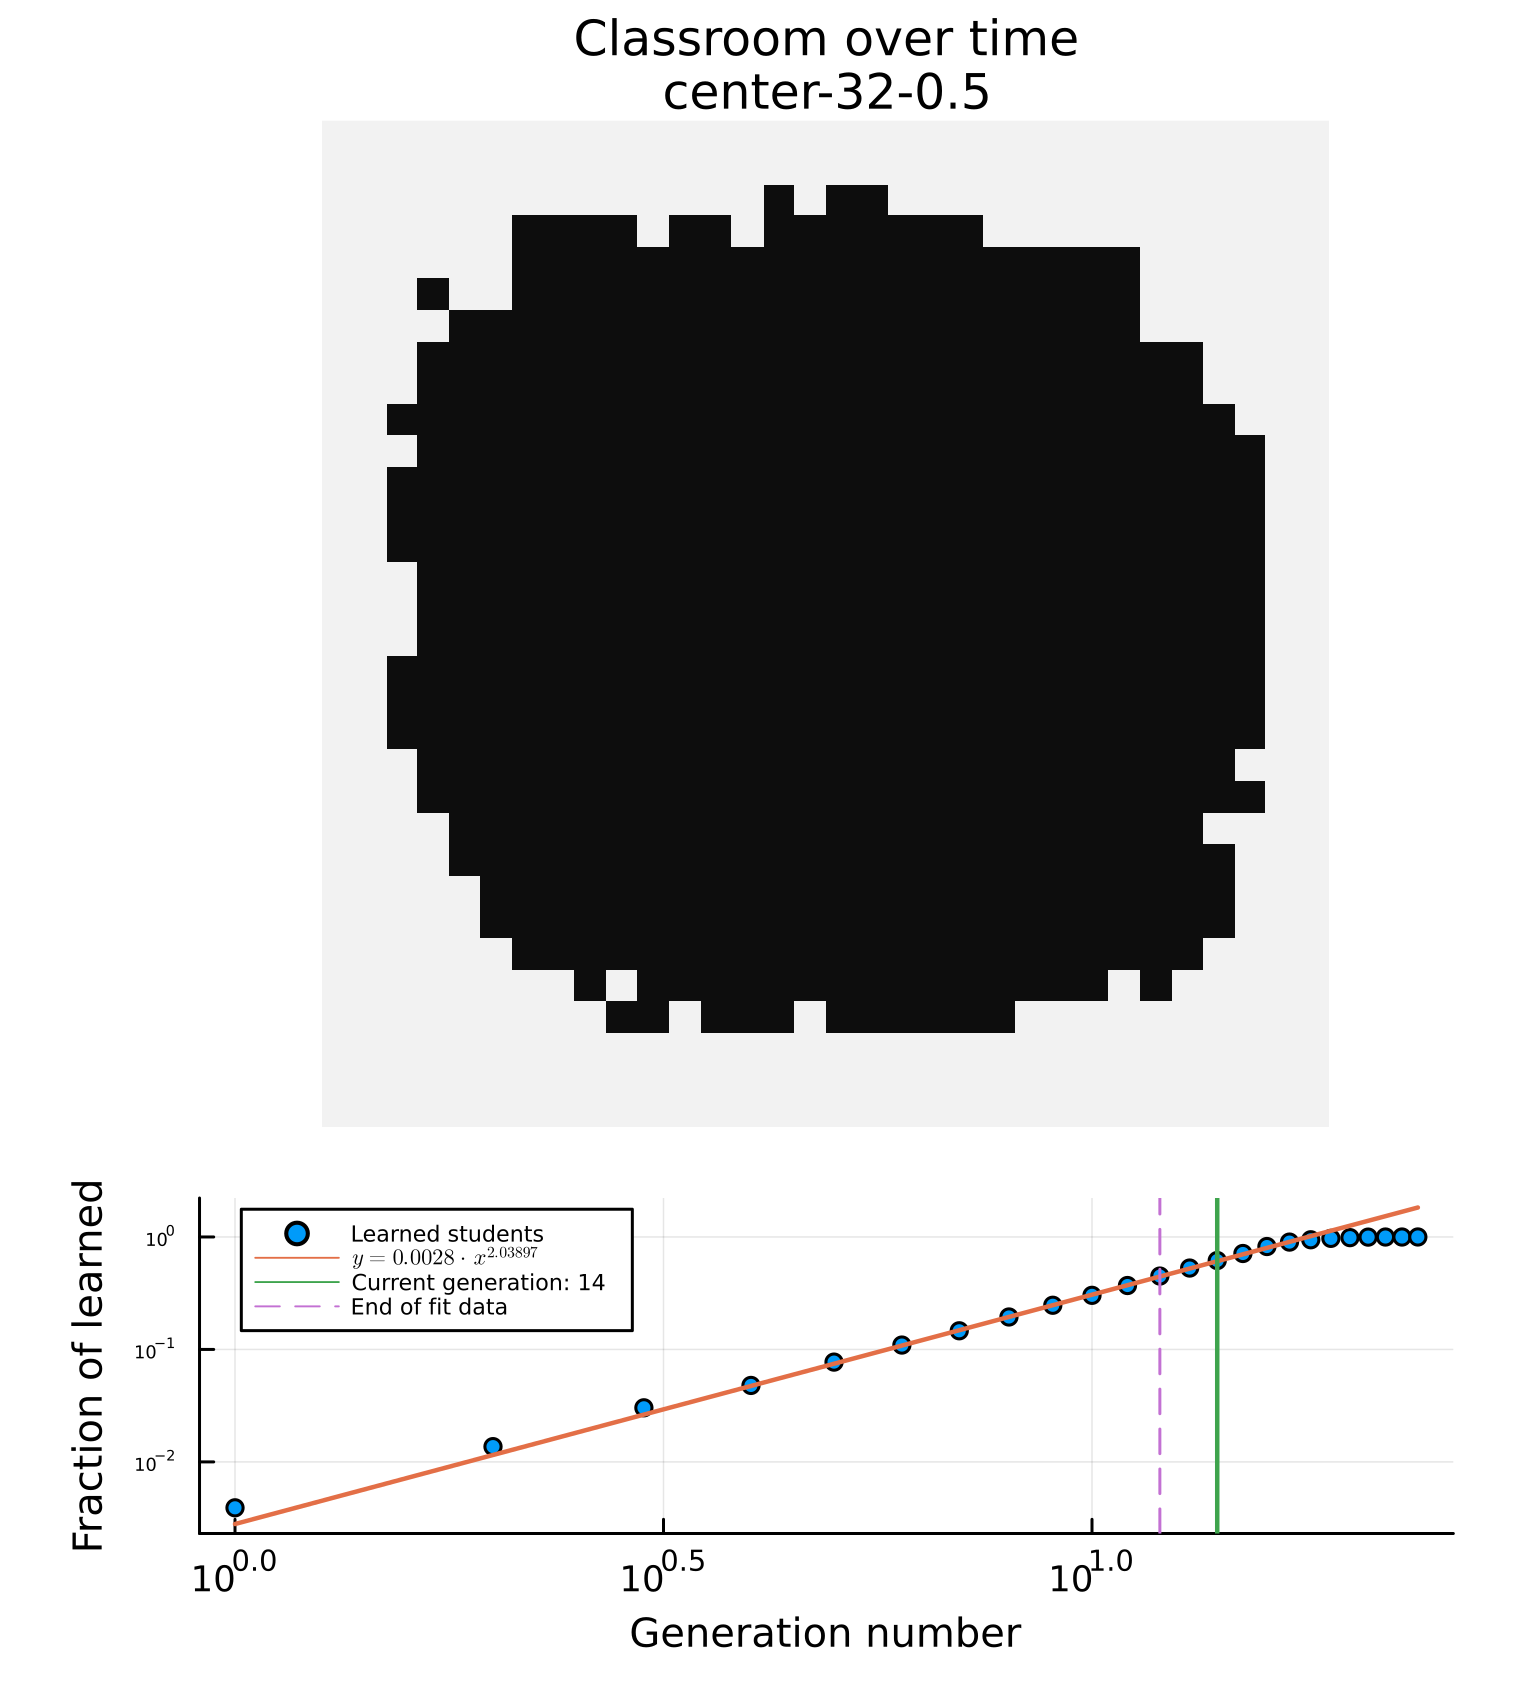 Classroom over time
center-32-0.5
Fraction of learned
10⁰
10⁻¹
10⁻²
Learned students
y = 0.0028 · x^2.03897
Current generation: 14
End of fit data
10^0.0
10^0.5
10^1.0
Generation number